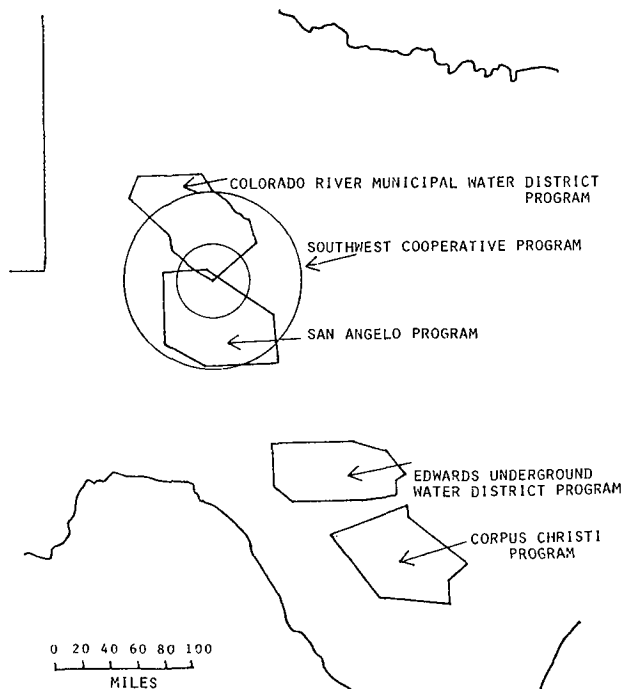 COLORADO RIVER MUNICIPAL WATER DISTRICT
PROGRAM
SOUTHWEST COOPERATIVE PROGRAM
SAN ANGELO PROGRAM
EDWARDS UNDERGROUND
WATER DISTRICT PROGRAM
CORPUS CHRISTI
PROGRAM
0 20 40 60 80 100
MILES